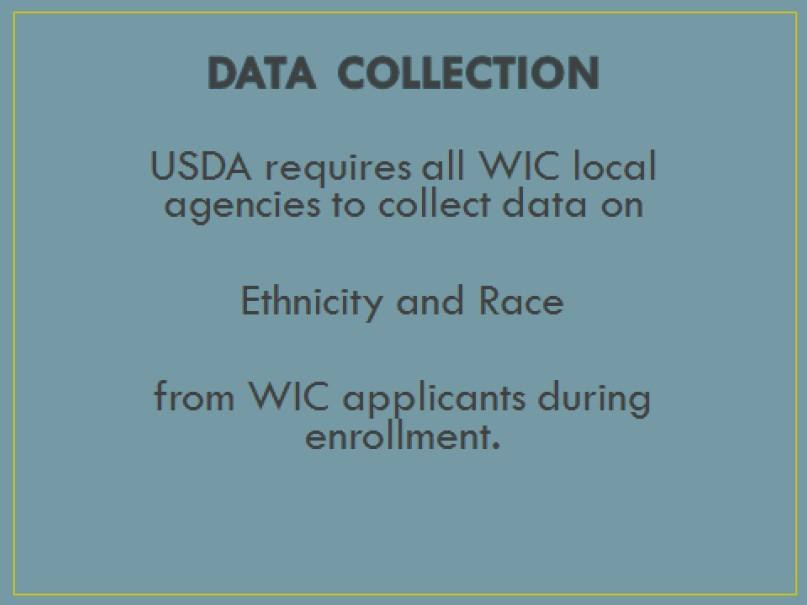 DATA COLLECTION
USDA requires all WIC local
agencies to collect data on
Ethnicity and Race
from WIC applicants during
enrollment.